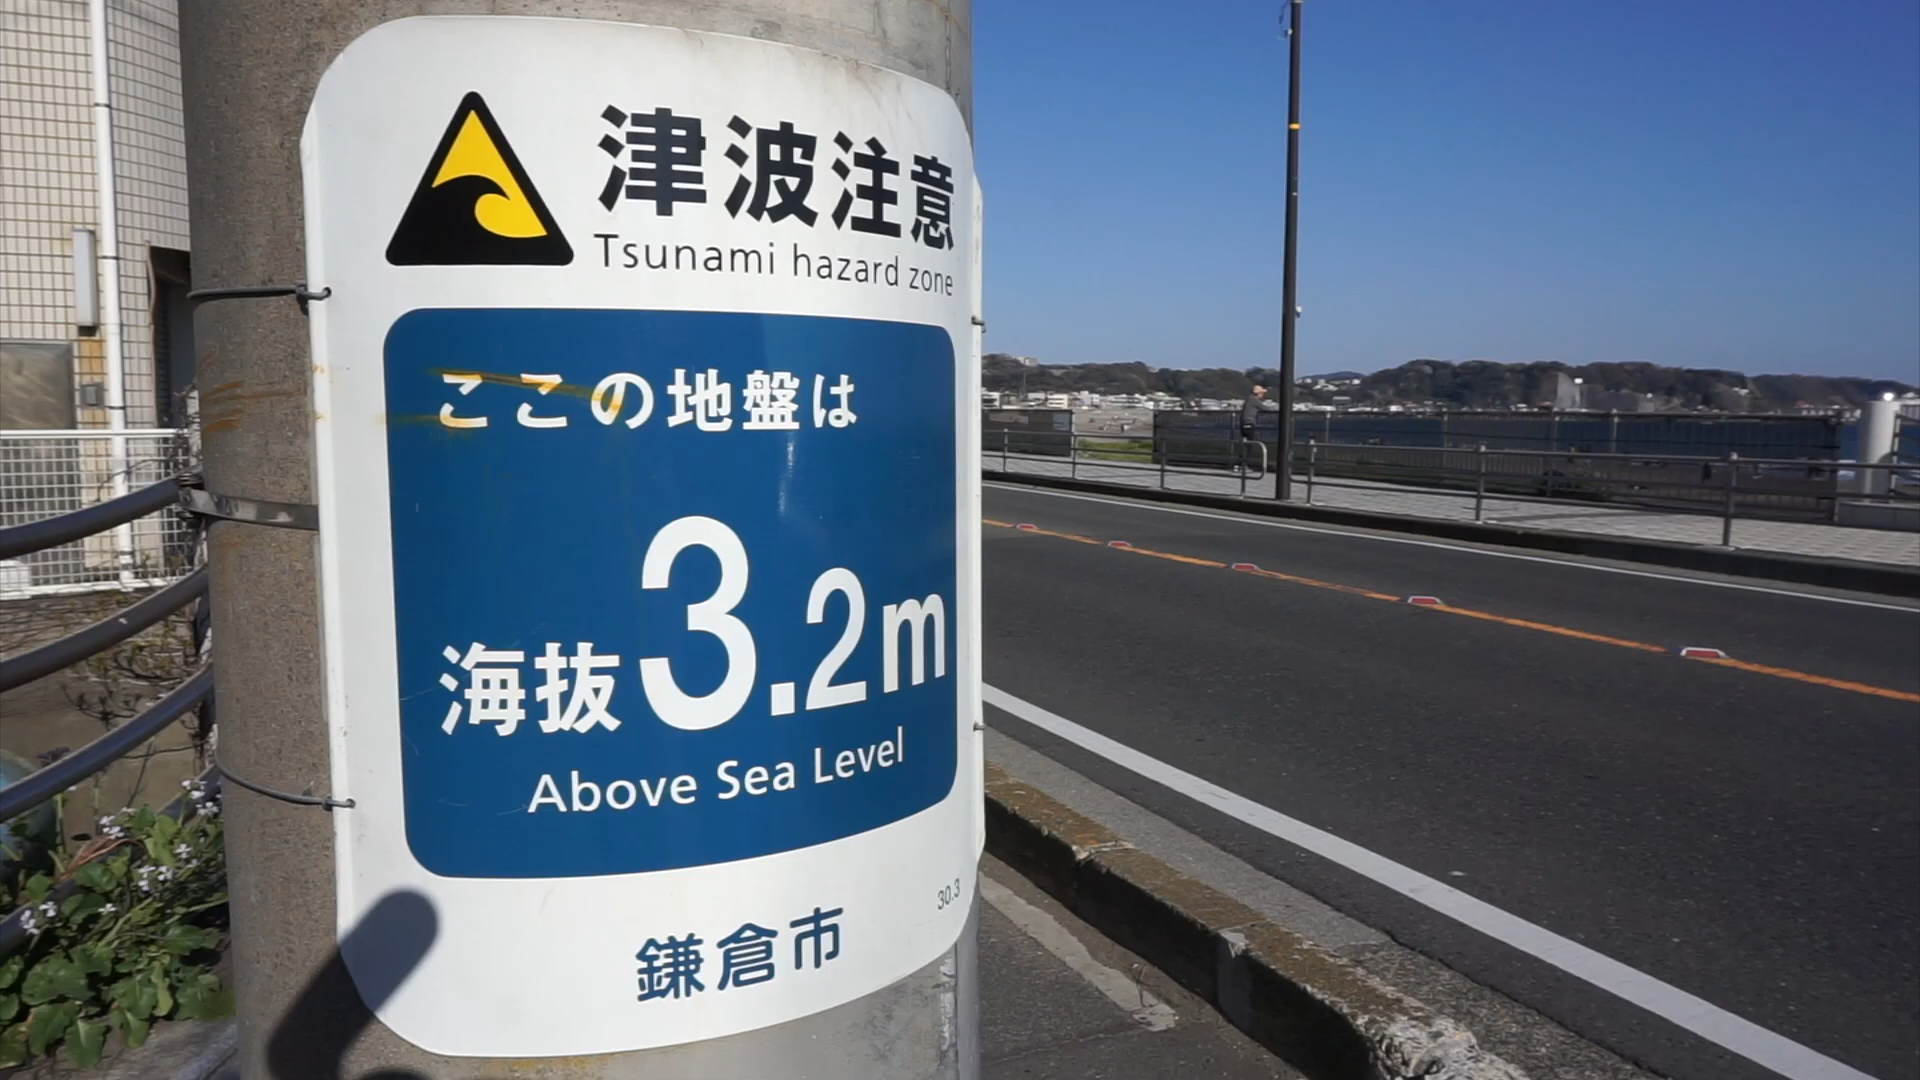 津波注意
Tsunami hazard zone
ここの地盤は
海抜3.2m
Above Sea Level
30.3
鎌倉市